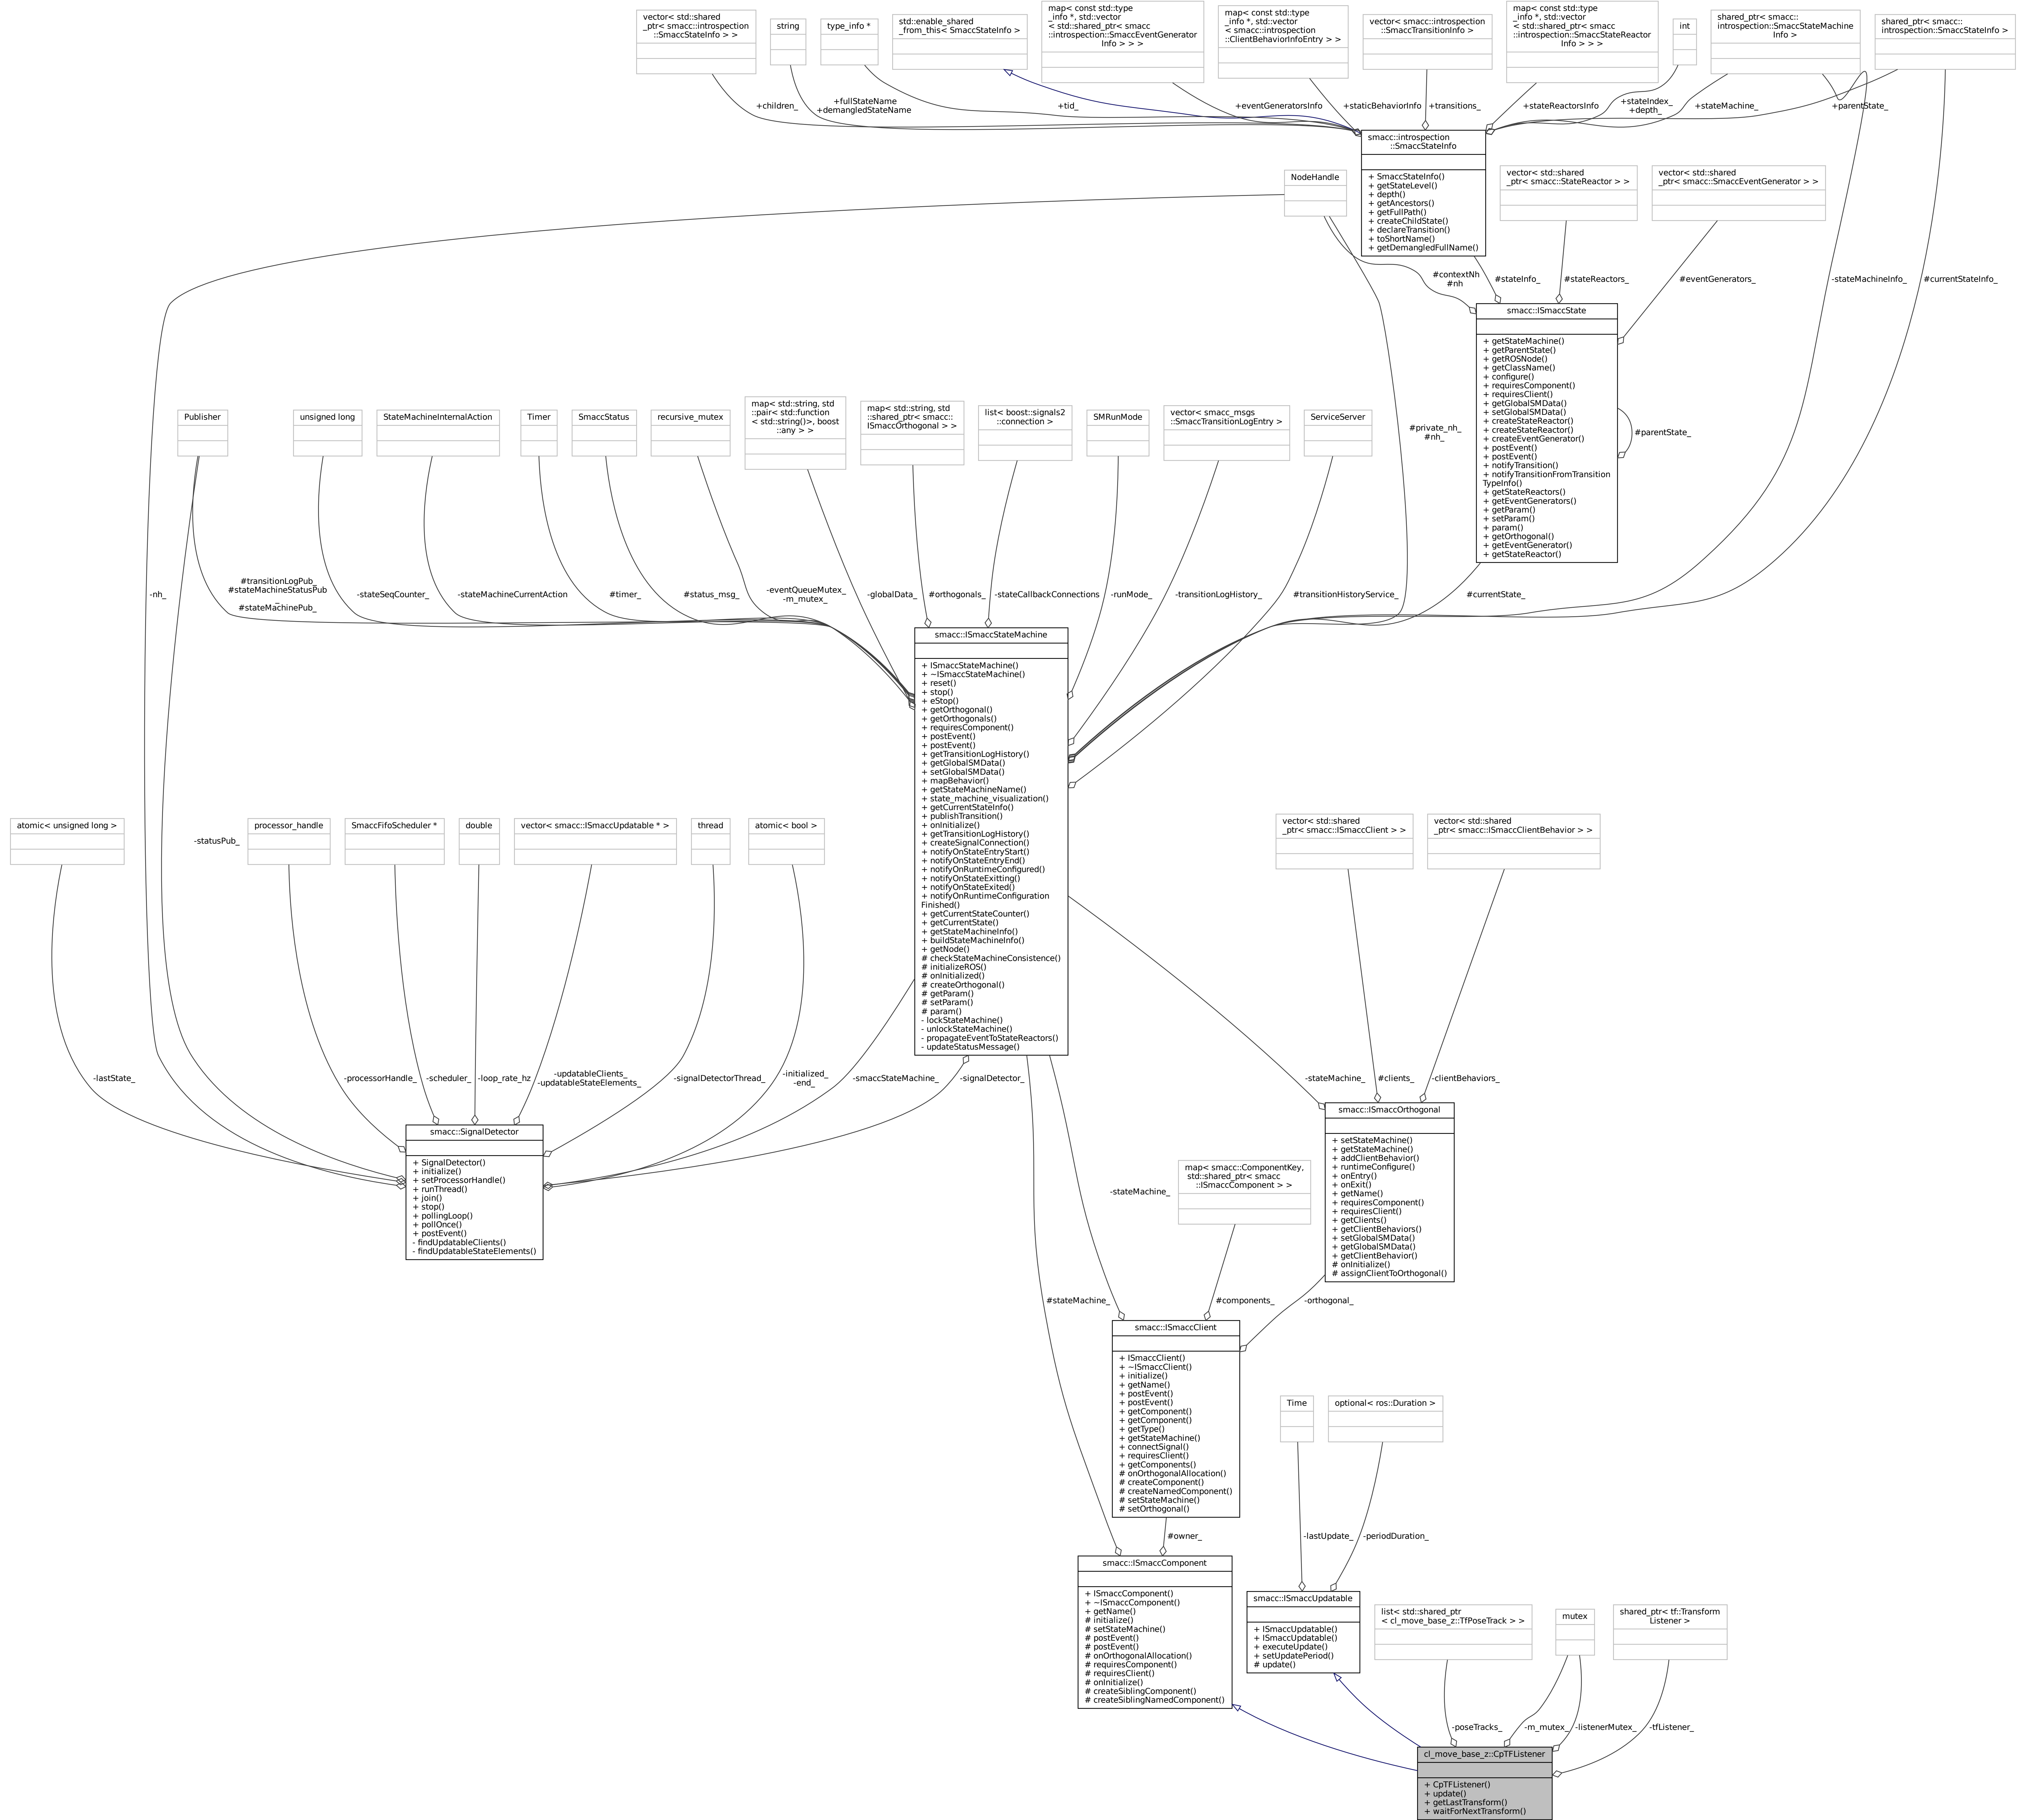 vector< std::shared
_ptr< smacc::introspection
::SmaccStateInfo > >
string
type_info *
std::enable_shared
_from_this< SmaccStateInfo >
map< const std::type
_info *, std::vector
< std::shared_ptr< smacc
::introspection::SmaccEventGenerator
Info > > >
map< const std::type
_info *, std::vector
< smacc::introspection
::ClientBehaviorInfoEntry > >
vector< smacc::introspection
::SmaccTransitionInfo >
map< const std::type
_info *, std::vector
< std::shared_ptr< smacc
::introspection::SmaccStateReactor
Info > > >
int
shared_ptr< smacc::
introspection::SmaccStateMachine
Info >
shared_ptr< smacc::
introspection::SmaccStateInfo >
+children_
+fullStateName
+demangledStateName
+tid_
+eventGeneratorsInfo
+staticBehaviorInfo
+transitions_
+stateReactorsInfo
+stateIndex_
+depth_
+stateMachine_
+parentState_
smacc::introspection
::SmaccStateInfo
+ SmaccStateInfo()
+ getStateLevel()
+ depth()
+ getAncestors()
+ getFullPath()
+ createChildState()
+ declareTransition()
+ toShortName()
+ getDemangledFullName()
NodeHandle
vector< std::shared
_ptr< smacc::StateReactor > >
vector< std::shared
_ptr< smacc::SmaccEventGenerator > >
#contextNh
#nh
#stateInfo_
#stateReactors_
#eventGenerators_
-stateMachineInfo_
#currentStateInfo_
smacc::ISmaccState
+ getStateMachine()
+ getParentState()
+ getROSNode()
+ getClassName()
+ configure()
+ requiresComponent()
+ requiresClient()
+ getGlobalSMData()
+ setGlobalSMData()
+ createStateReactor()
+ createStateReactor()
+ createEventGenerator()
+ postEvent()
+ postEvent()
+ notifyTransition()
+ notifyTransitionFromTransition
TypeInfo()
+ getStateReactors()
+ getEventGenerators()
+ getParam()
+ setParam()
+ param()
+ getOrthogonal()
+ getEventGenerator()
+ getStateReactor()
#parentState_
Publisher
unsigned long
StateMachineInternalAction
Timer
SmaccStatus
recursive_mutex
map< std::string, std
::pair< std::function
< std::string()>, boost
::any > >
map< std::string, std
::shared_ptr< smacc::
ISmaccOrthogonal > >
list< boost::signals2
::connection >
SMRunMode
vector< smacc_msgs
::SmaccTransitionLogEntry >
ServiceServer
#private_nh_
#nh_
-nh_
#transitionLogPub_
#stateMachineStatusPub
_
#stateMachinePub_
-stateSeqCounter_
-stateMachineCurrentAction
#timer_
#status_msg_
-eventQueueMutex_
-m_mutex_
-globalData_
#orthogonals_
-stateCallbackConnections
-runMode_
-transitionLogHistory_
#transitionHistoryService_
#currentState_
smacc::ISmaccStateMachine
+ ISmaccStateMachine()
+ ~ISmaccStateMachine()
+ reset()
+ stop()
+ eStop()
+ getOrthogonal()
+ getOrthogonals()
+ requiresComponent()
+ postEvent()
+ postEvent()
+ getTransitionLogHistory()
+ getGlobalSMData()
+ setGlobalSMData()
+ mapBehavior()
+ getStateMachineName()
+ state_machine_visualization()
+ getCurrentStateInfo()
+ publishTransition()
+ onInitialize()
+ getTransitionLogHistory()
+ createSignalConnection()
+ notifyOnStateEntryStart()
+ notifyOnStateEntryEnd()
+ notifyOnRuntimeConfigured()
+ notifyOnStateExitting()
+ notifyOnStateExited()
+ notifyOnRuntimeConfiguration
Finished()
+ getCurrentStateCounter()
+ getCurrentState()
+ getStateMachineInfo()
+ buildStateMachineInfo()
+ getNode()
# checkStateMachineConsistence()
# initializeROS()
# onInitialized()
# createOrthogonal()
# getParam()
# setParam()
# param()
- lockStateMachine()
- unlockStateMachine()
- propagateEventToStateReactors()
- updateStatusMessage()
atomic< unsigned long >
-statusPub_
processor_handle
SmaccFifoScheduler *
double
vector< smacc::ISmaccUpdatable * >
thread
atomic< bool >
vector< std::shared
_ptr< smacc::ISmaccClient > >
vector< std::shared
_ptr< smacc::ISmaccClientBehavior > >
-lastState_
-processorHandle_
-scheduler_
-loop_rate_hz
-updatableClients_
-updatableStateElements_
-signalDetectorThread_
-initialized_
-end_
-smaccStateMachine_
-signalDetector_
-stateMachine_
#clients_
-clientBehaviors_
smacc::SignalDetector
+ SignalDetector()
+ initialize()
+ setProcessorHandle()
+ runThread()
+ join()
+ stop()
+ pollingLoop()
+ pollOnce()
+ postEvent()
- findUpdatableClients()
- findUpdatableStateElements()
smacc::ISmaccOrthogonal
+ setStateMachine()
+ getStateMachine()
+ addClientBehavior()
+ runtimeConfigure()
+ onEntry()
+ onExit()
+ getName()
+ requiresComponent()
+ requiresClient()
+ getClients()
+ getClientBehaviors()
+ setGlobalSMData()
+ getGlobalSMData()
+ getClientBehavior()
# onInitialize()
# assignClientToOrthogonal()
-stateMachine_
map< smacc::ComponentKey,
std::shared_ptr< smacc
::ISmaccComponent > >
#stateMachine_
#components_
-orthogonal_
smacc::ISmaccClient
+ ISmaccClient()
+ ~ISmaccClient()
+ initialize()
+ getName()
+ postEvent()
+ postEvent()
+ getComponent()
+ getComponent()
+ getType()
+ getStateMachine()
+ connectSignal()
+ requiresClient()
+ getComponents()
# onOrthogonalAllocation()
# createComponent()
# createNamedComponent()
# setStateMachine()
# setOrthogonal()
Time
optional< ros::Duration >
#owner_
-lastUpdate_
-periodDuration_
smacc::ISmaccComponent
+ ISmaccComponent()
+ ~ISmaccComponent()
+ getName()
# initialize()
# setStateMachine()
# postEvent()
# postEvent()
# onOrthogonalAllocation()
# requiresComponent()
# requiresClient()
# onInitialize()
# createSiblingComponent()
# createSiblingNamedComponent()
smacc::ISmaccUpdatable
+ ISmaccUpdatable()
+ ISmaccUpdatable()
+ executeUpdate()
+ setUpdatePeriod()
# update()
list< std::shared_ptr
< cl_move_base_z::TfPoseTrack > >
mutex
shared_ptr< tf::Transform
Listener >
-poseTracks_
-m_mutex_
-listenerMutex_
-tfListener_
cl_move_base_z::CpTFListener
+ CpTFListener()
+ update()
+ getLastTransform()
+ waitForNextTransform()